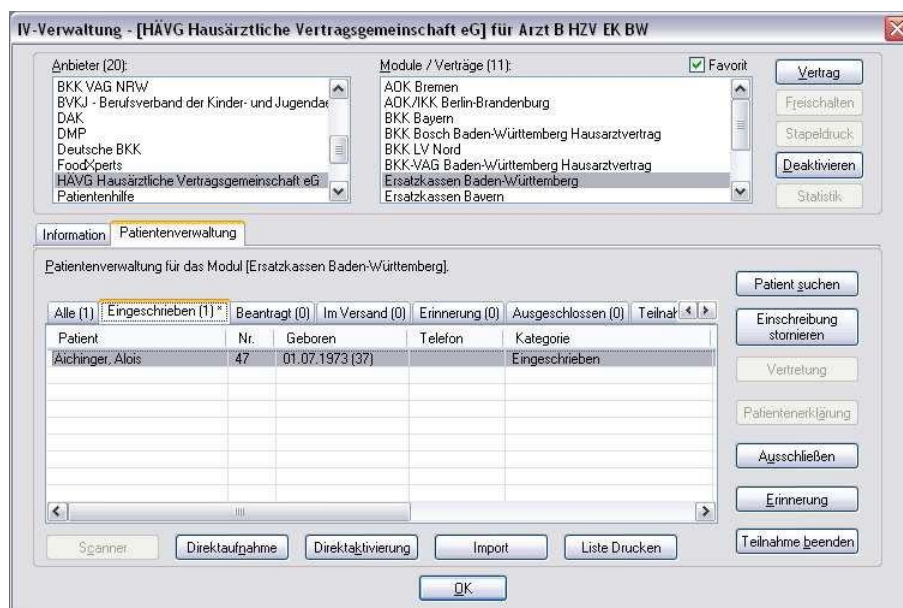 IV-Verwaltung - [HÄVG Hausärztliche Vertragsgemeinschaft eG] für Arzt B HZV EK BW
Anbieter (20):
BKK VAG NRW
BVKJ - Berufsverband der Kinder- und Jugendae
DAK
DMP
Deutsche BKK
FoodXperts
HÄVG Hausärztliche Vertragsgemeinschaft eG
Patientenhilfe
Module / Verträge (11):
Favorit
AOK Bremen
AOK/IKK Berlin-Brandenburg
BKK Bayern
BKK Bosch Baden-Württemberg Hausarztvertrag
BKK LV Nord
BKK-VAG Baden-Württemberg Hausarztvertrag
Ersatzkassen Baden-Württemberg
Ersatzkassen Bayern
Vertrag
Freischalten
Stapeldruck
Deaktivieren
Statistik
Information Patientenverwaltung
Patientenverwaltung für das Modul [Ersatzkassen Baden-Württemberg].
Alle (1) Eingeschrieben (1) * Beantragt (0) Im Versand (0) Erinnerung (0) Ausgeschlossen (0) Teilnah
Patient Nr. Geboren Telefon Kategorie
Aichinger, Alois 47 01.07.1973 (37) Eingeschrieben
Patient suchen
Einschreibung
stornieren
Vertretung
Patientenerklärung
Ausschließen
Erinnerung
Teilnahme beenden
Scanner Direktaufnahme Direktaktivierung Import Liste Drucken
OK